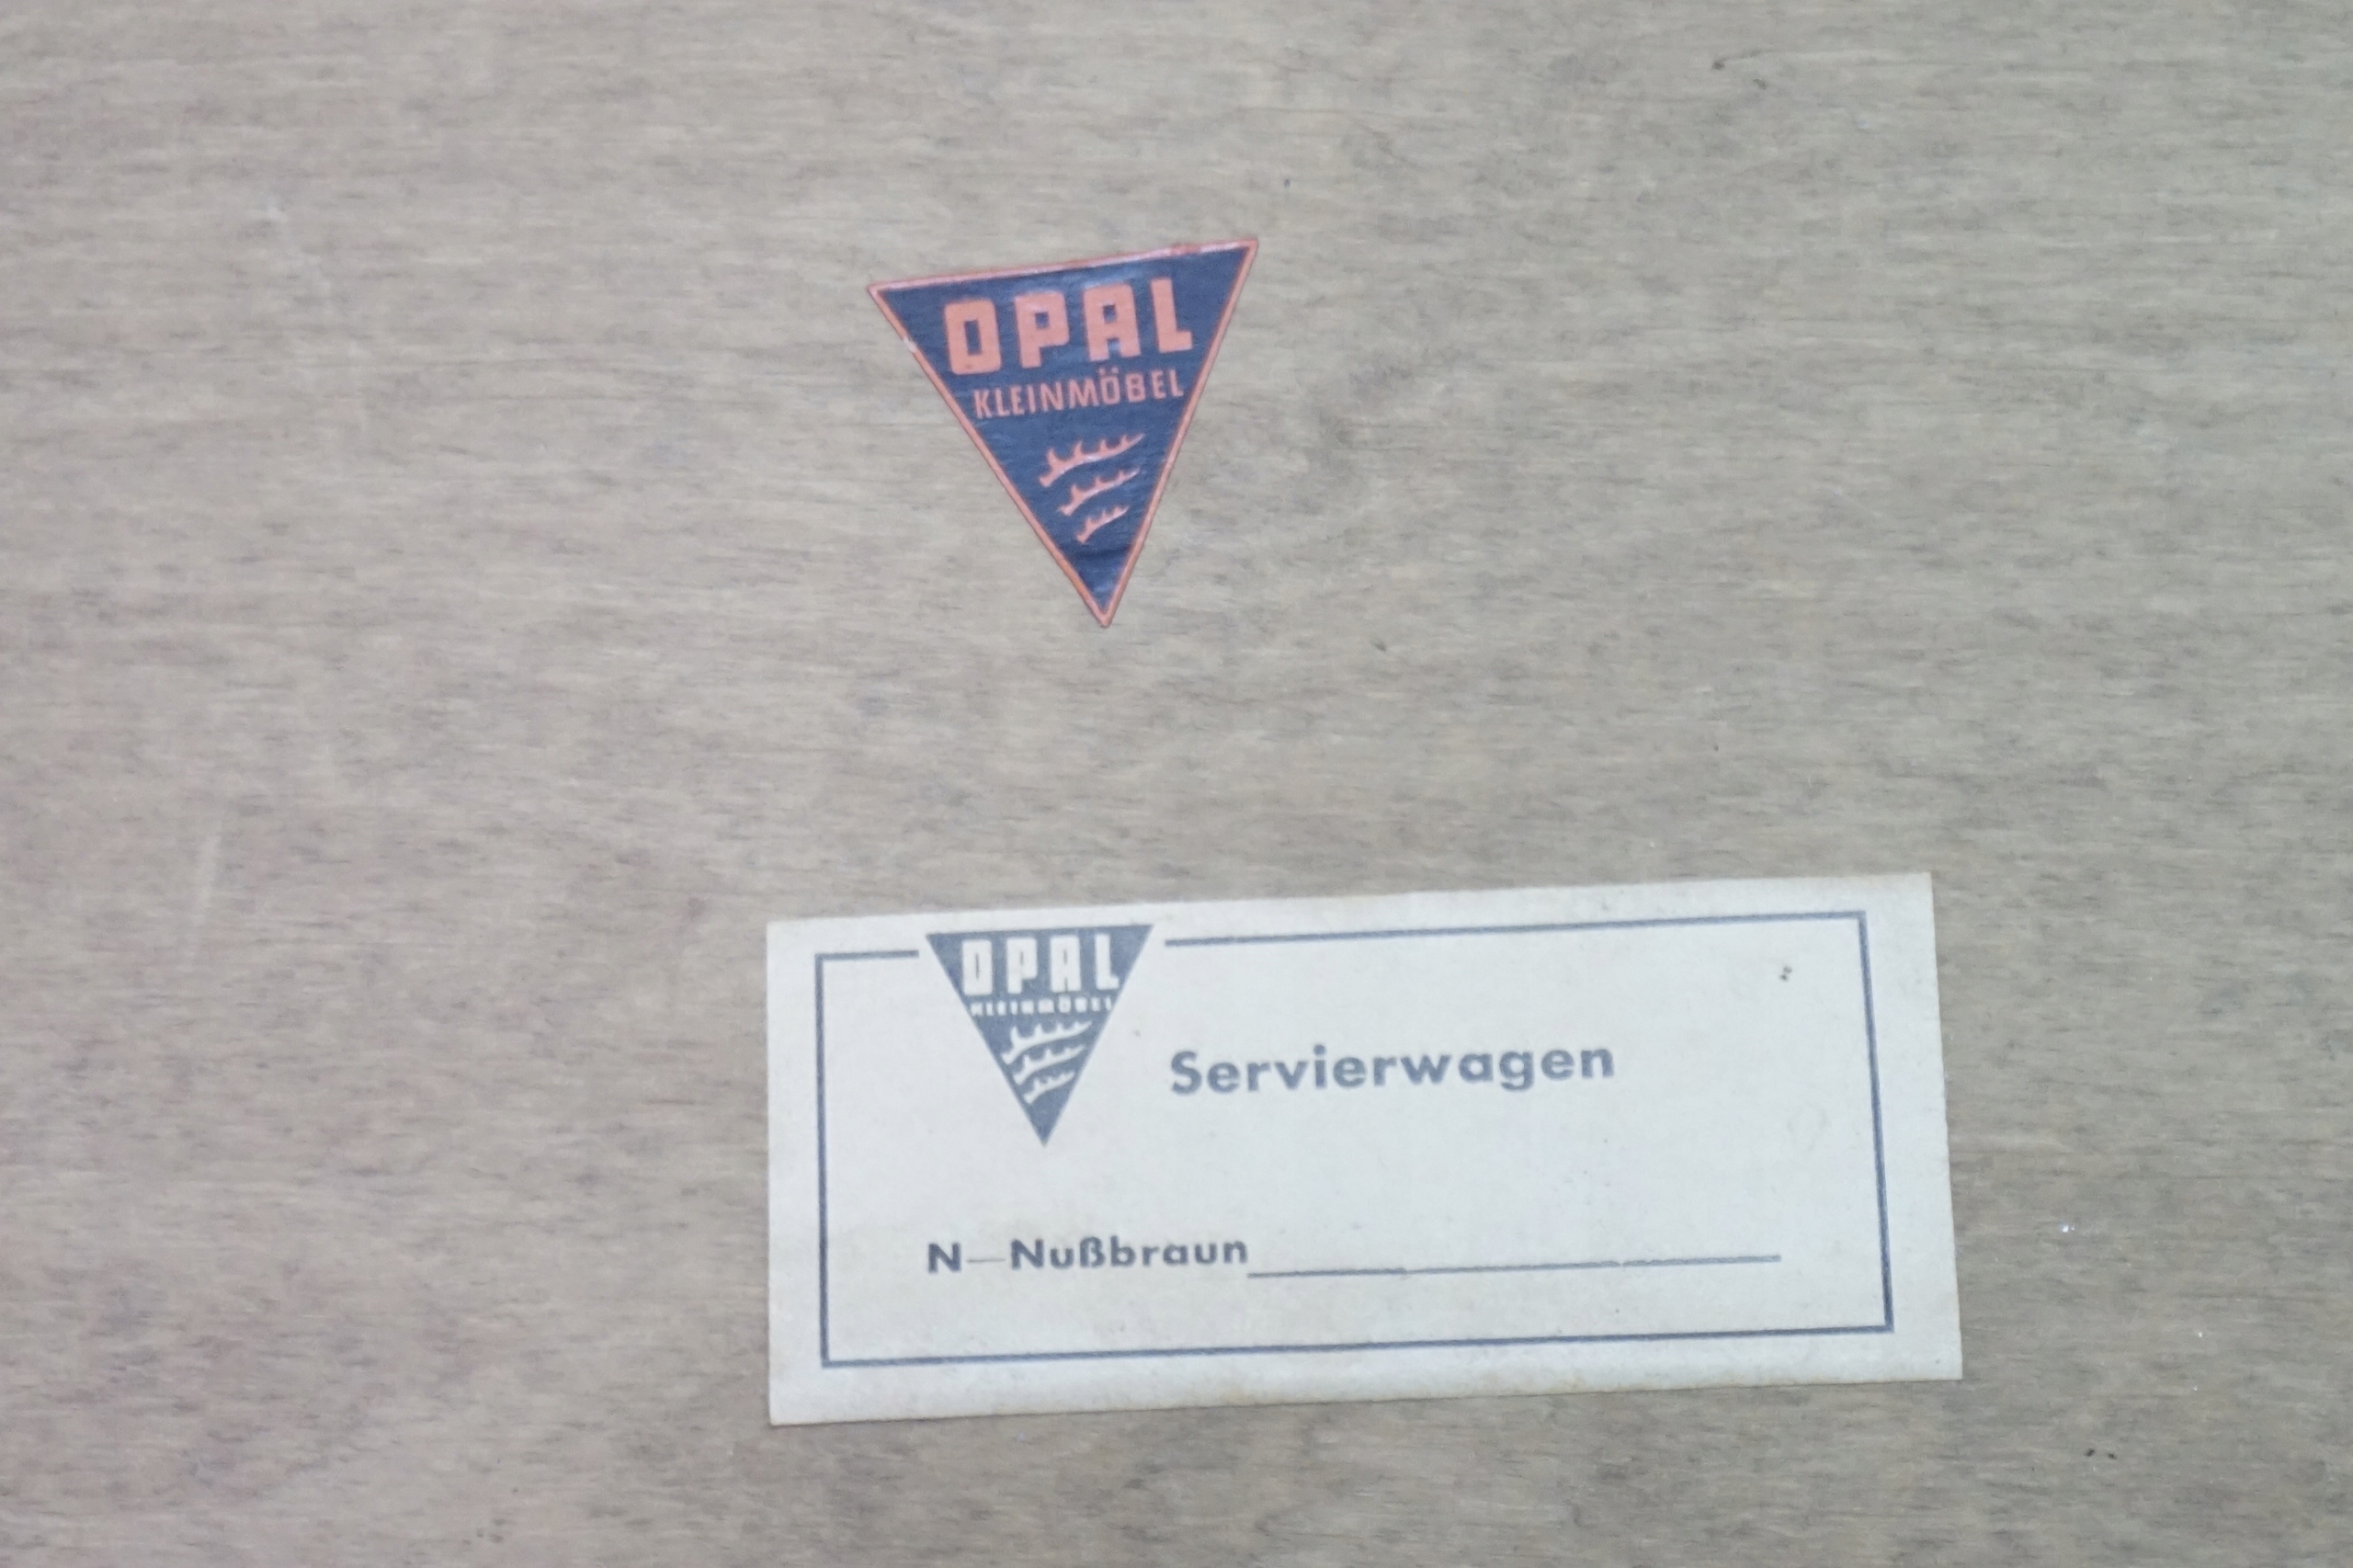 OPAL
KLEINMÖBEL
OPAL
KLEINMÖBEL
Servierwagen
N—Nußbraun